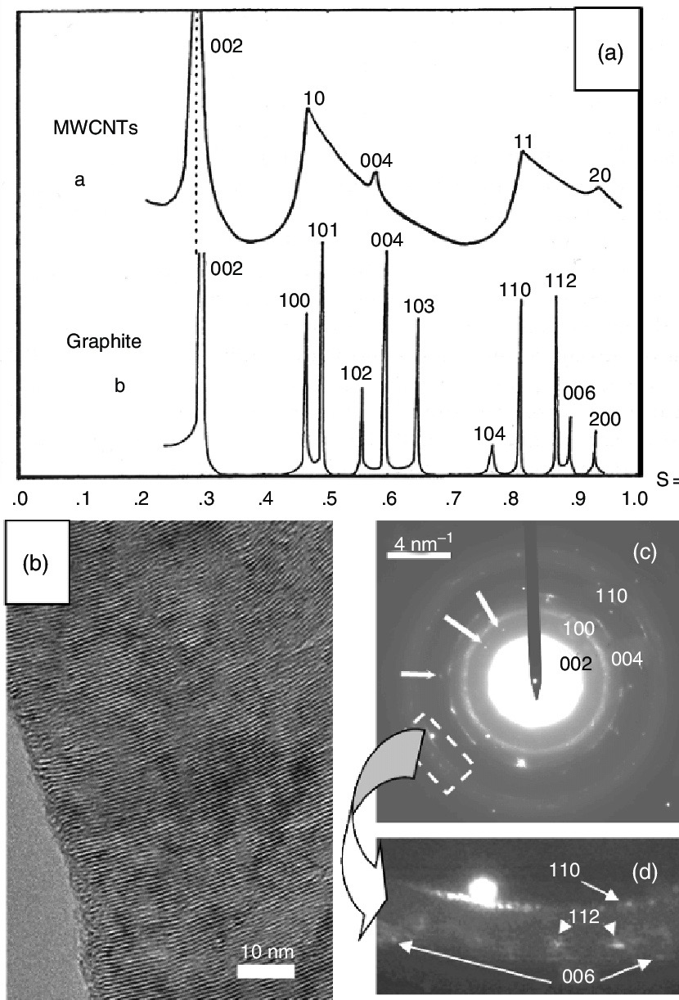 (a)
002
10
MWCNTs
11
a
004
20
101
004
002
112
110
100
103
Graphite
102
b
006
200
104
S =
.0 .1 .2 .3 .4 .5 .6 .7 .8 .9 1.0
(b)
10 nm
4 nm⁻¹
(c)
110
100
002
004
(d)
110
112
006